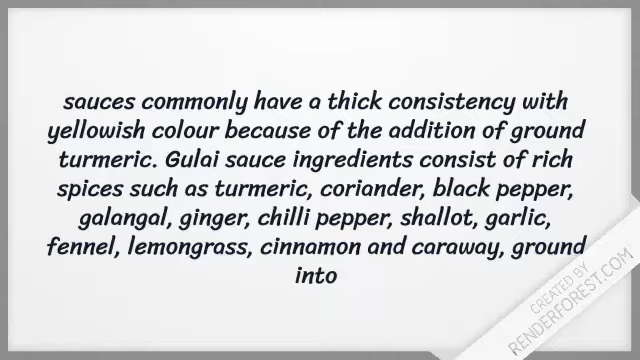 sauces commonly have a thick consistency with
yellowish colour because of the addition of ground
turmeric. Gulai sauce ingredients consist of rich
spices such as turmeric, coriander, black pepper,
galangal, ginger, chilli pepper, shallot, garlic,
fennel, lemongrass, cinnamon and caraway, ground
into
CREATED BY
RENDERFOREST.COM